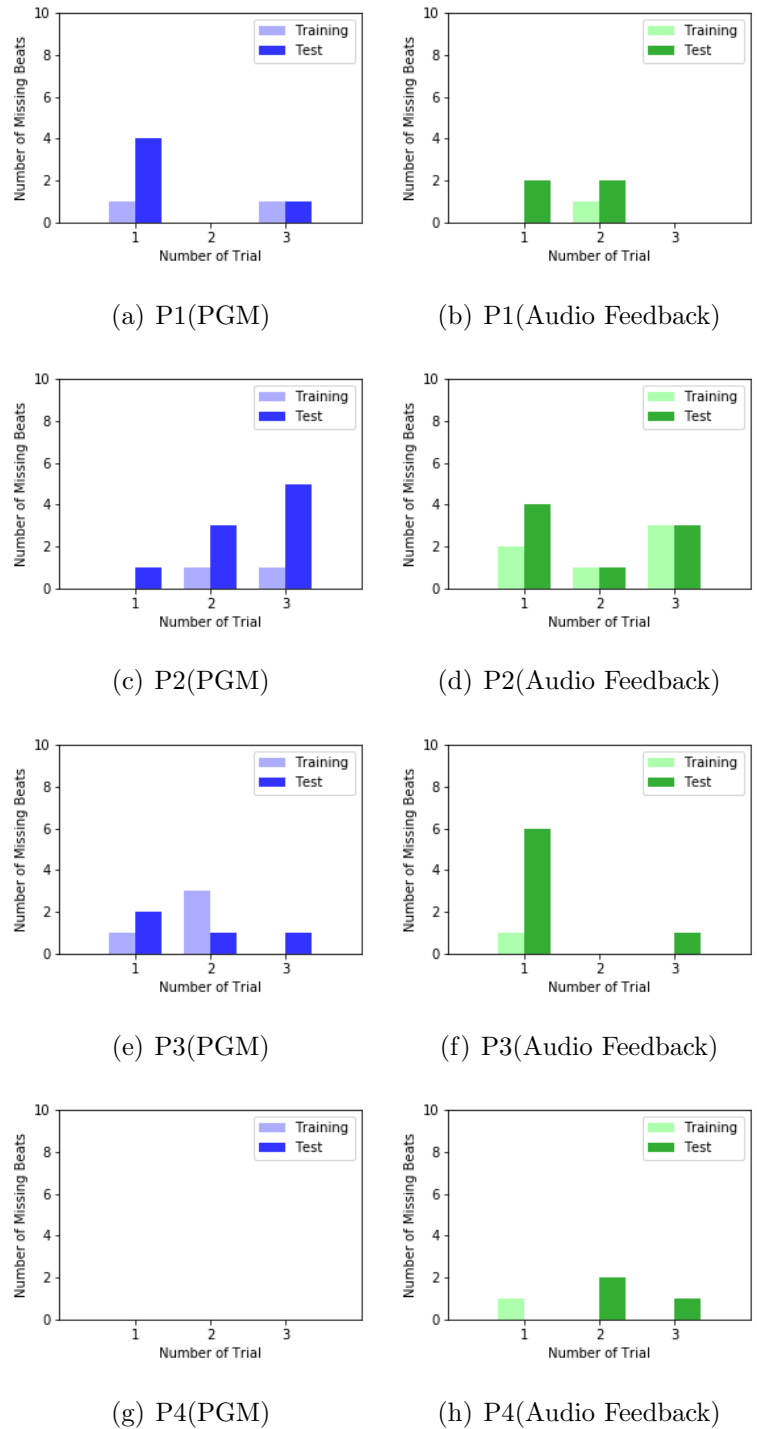 10
8
6
4
2
0
Number of Missing Beats
Training
Test
1 2 3
Number of Trial
(a) P1(PGM)
10
8
6
4
2
0
Number of Missing Beats
Training
Test
1 2 3
Number of Trial
(b) P1(Audio Feedback)
10
8
6
4
2
0
Number of Missing Beats
Training
Test
1 2 3
Number of Trial
(c) P2(PGM)
10
8
6
4
2
0
Number of Missing Beats
Training
Test
1 2 3
Number of Trial
(d) P2(Audio Feedback)
10
8
6
4
2
0
Number of Missing Beats
Training
Test
1 2 3
Number of Trial
(e) P3(PGM)
10
8
6
4
2
0
Number of Missing Beats
Training
Test
1 2 3
Number of Trial
(f) P3(Audio Feedback)
10
8
6
4
2
0
Number of Missing Beats
Training
Test
1 2 3
Number of Trial
(g) P4(PGM)
10
8
6
4
2
0
Number of Missing Beats
Training
Test
1 2 3
Number of Trial
(h) P4(Audio Feedback)